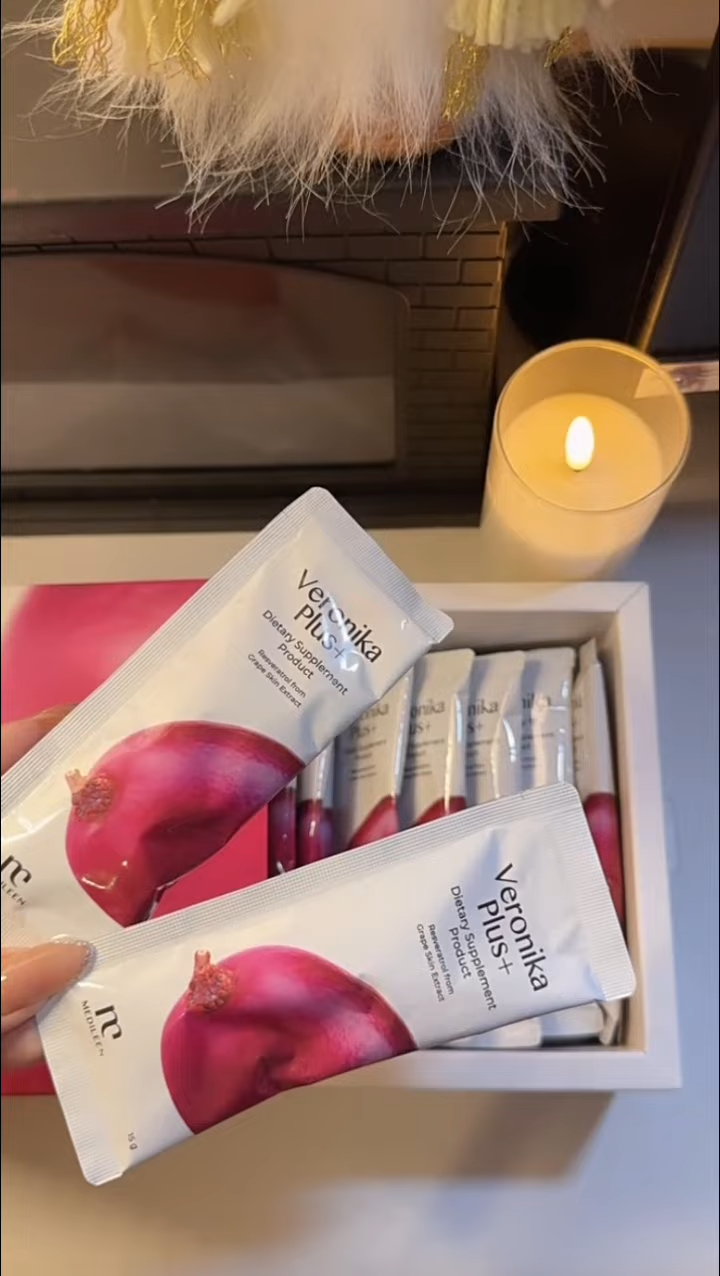 Veronika
Plus+
Dietary Supplement
Product
Resveratrol from
Grape Skin Extract
Veronika
Plus+
Dietary Supplement
Product
Resveratrol from
Grape Skin Extract
MEDILEEN
15 g